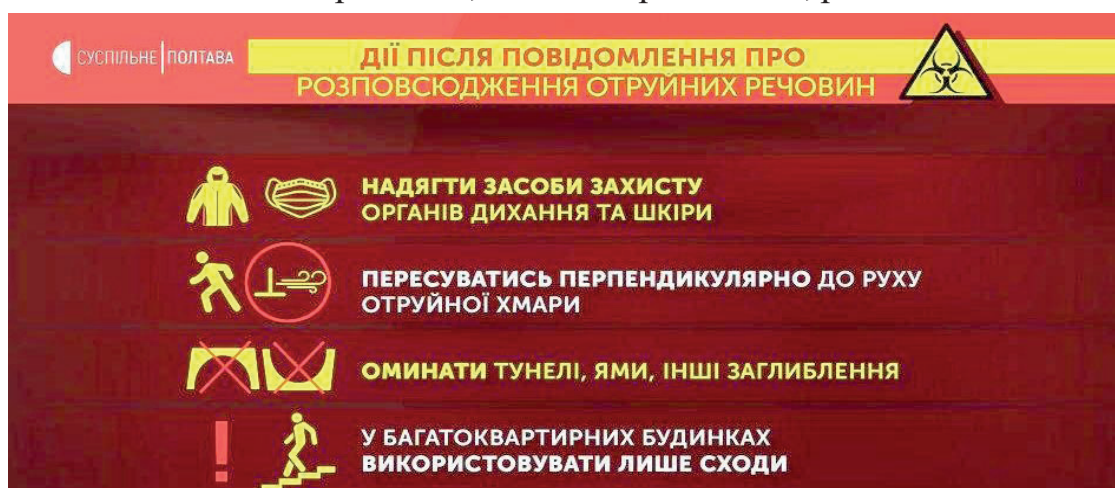 СУСПІЛЬНЕ ПОЛТАВА
ДІЇ ПІСЛЯ ПОВІДОМЛЕННЯ ПРО
РОЗПОВСЮДЖЕННЯ ОТРУЙНИХ РЕЧОВИН
НАДЯГТИ ЗАСОБИ ЗАХИСТУ
ОРГАНІВ ДИХАННЯ ТА ШКІРИ
ПЕРЕСУВАТИСЬ ПЕРПЕНДИКУЛЯРНО ДО РУХУ
ОТРУЙНОЇ ХМАРИ
ОМИНАТИ ТУНЕЛІ, ЯМИ, ІНШІ ЗАГЛИБЛЕННЯ
У БАГАТОКВАРТИРНИХ БУДИНКАХ
ВИКОРИСТОВУВАТИ ЛИШЕ СХОДИ